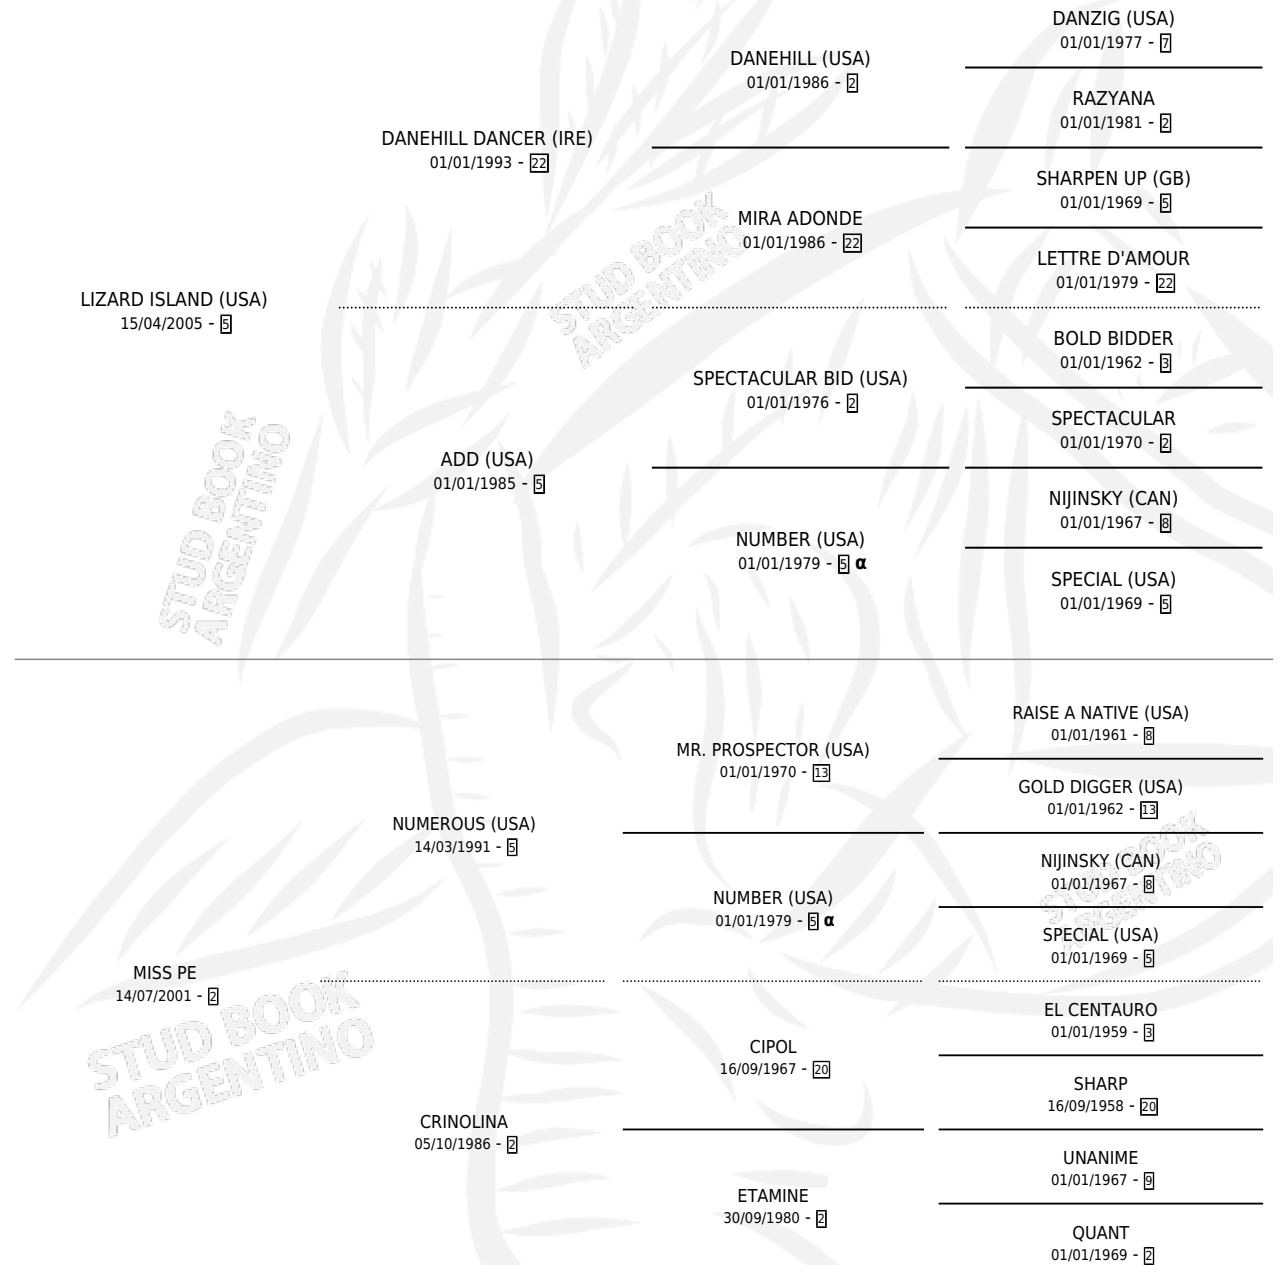 DANZIG (USA)
01/01/1977 - 7
DANEHILL (USA)
01/01/1986 - 2
RAZYANA
01/01/1981 - 2
DANEHILL DANCER (IRE)
01/01/1993 - 22
SHARPEN UP (GB)
01/01/1969 - 5
MIRA ADONDE
01/01/1986 - 22
LETTRE D'AMOUR
01/01/1979 - 22
LIZARD ISLAND (USA)
15/04/2005 - 5
BOLD BIDDER
01/01/1962 - 3
SPECTACULAR BID (USA)
01/01/1976 - 2
SPECTACULAR
01/01/1970 - 2
ADD (USA)
01/01/1985 - 5
NIJINSKY (CAN)
01/01/1967 - 8
NUMBER (USA)
01/01/1979 - 5 α
SPECIAL (USA)
01/01/1969 - 5
RAISE A NATIVE (USA)
01/01/1961 - 8
MR. PROSPECTOR (USA)
01/01/1970 - 13
GOLD DIGGER (USA)
01/01/1962 - 13
NUMEROUS (USA)
14/03/1991 - 5
NIJINSKY (CAN)
01/01/1967 - 8
NUMBER (USA)
01/01/1979 - 5 α
SPECIAL (USA)
01/01/1969 - 5
MISS PE
14/07/2001 - 2
EL CENTAURO
01/01/1959 - 3
CIPOL
16/09/1967 - 20
SHARP
16/09/1958 - 20
CRINOLINA
05/10/1986 - 2
UNANIME
01/01/1967 - 9
ETAMINE
30/09/1980 - 2
QUANT
01/01/1969 - 2
STUD BOOK
ARGENTINO
STUD BOOK
ARGENTINO
STUD BOOK
ARGENTINO
STUD BOOK
ARGENTINO